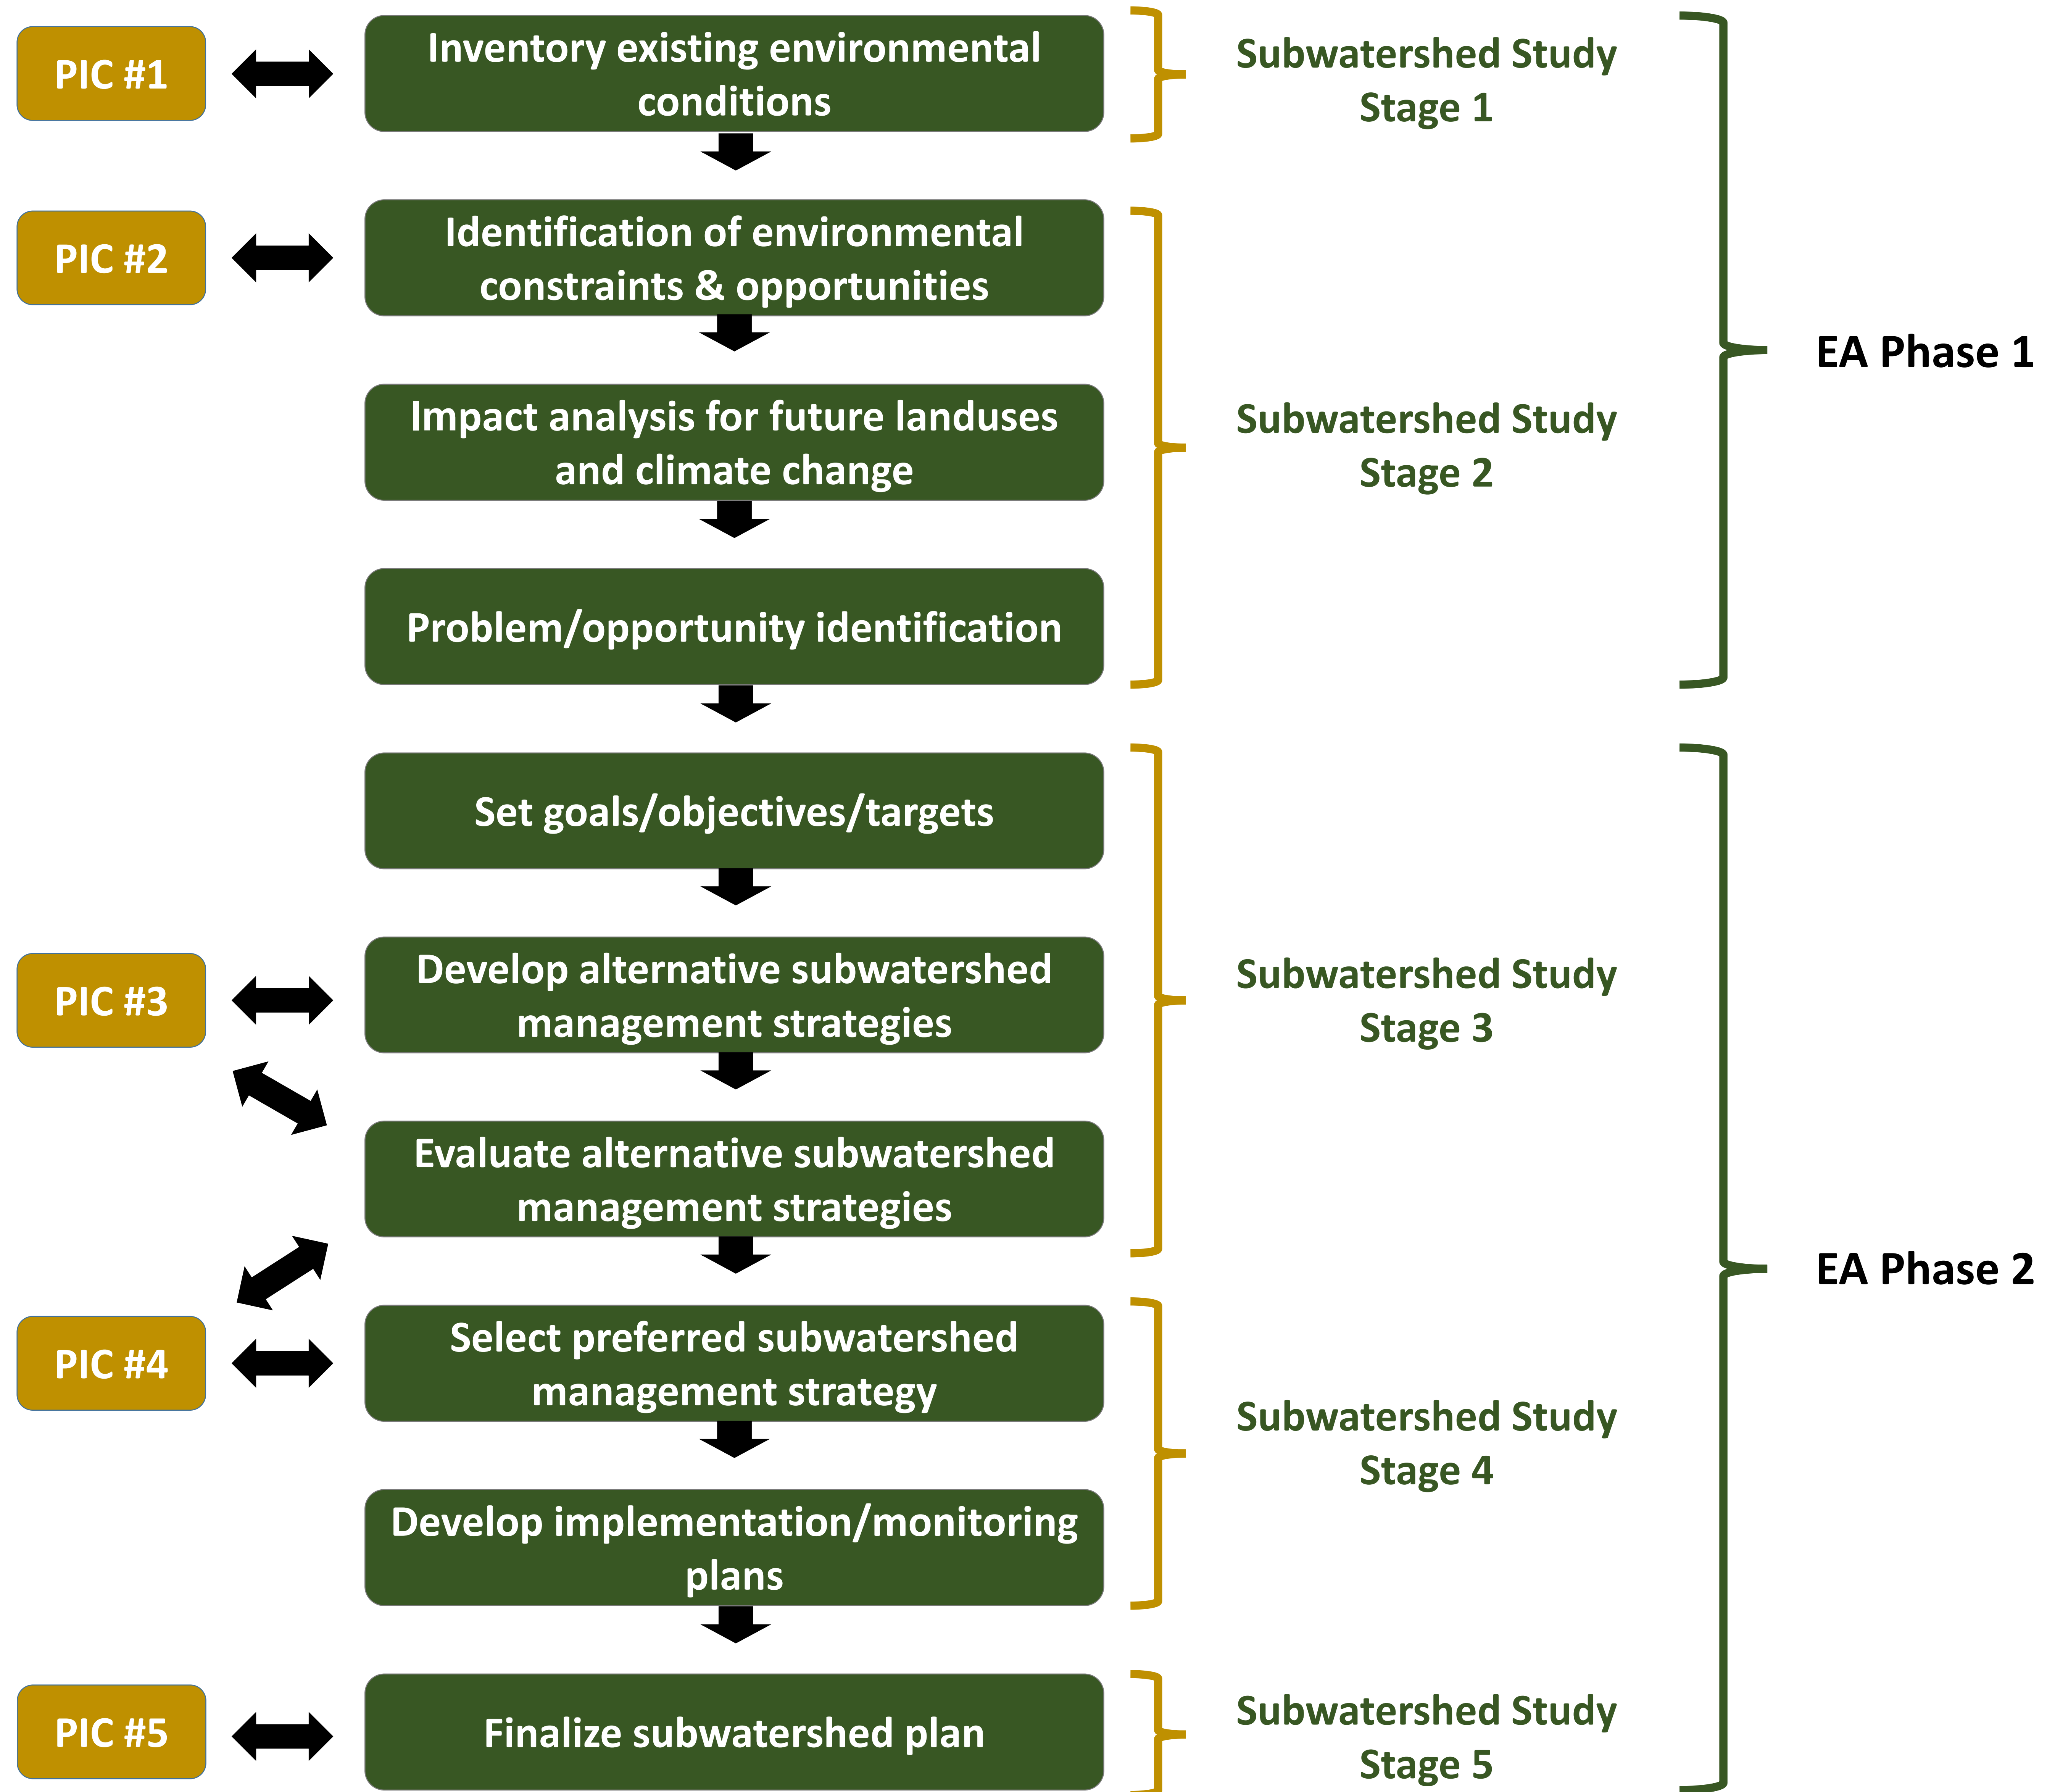 PIC #1
Inventory existing environmental
conditions
Subwatershed Study
Stage 1
PIC #2
Identification of environmental
constraints & opportunities
Impact analysis for future landuses
and climate change
Problem/opportunity identification
Subwatershed Study
Stage 2
EA Phase 1
Set goals/objectives/targets
PIC #3
Develop alternative subwatershed
management strategies
Evaluate alternative subwatershed
management strategies
Subwatershed Study
Stage 3
PIC #4
Select preferred subwatershed
management strategy
Develop implementation/monitoring
plans
Subwatershed Study
Stage 4
PIC #5
Finalize subwatershed plan
Subwatershed Study
Stage 5
EA Phase 2